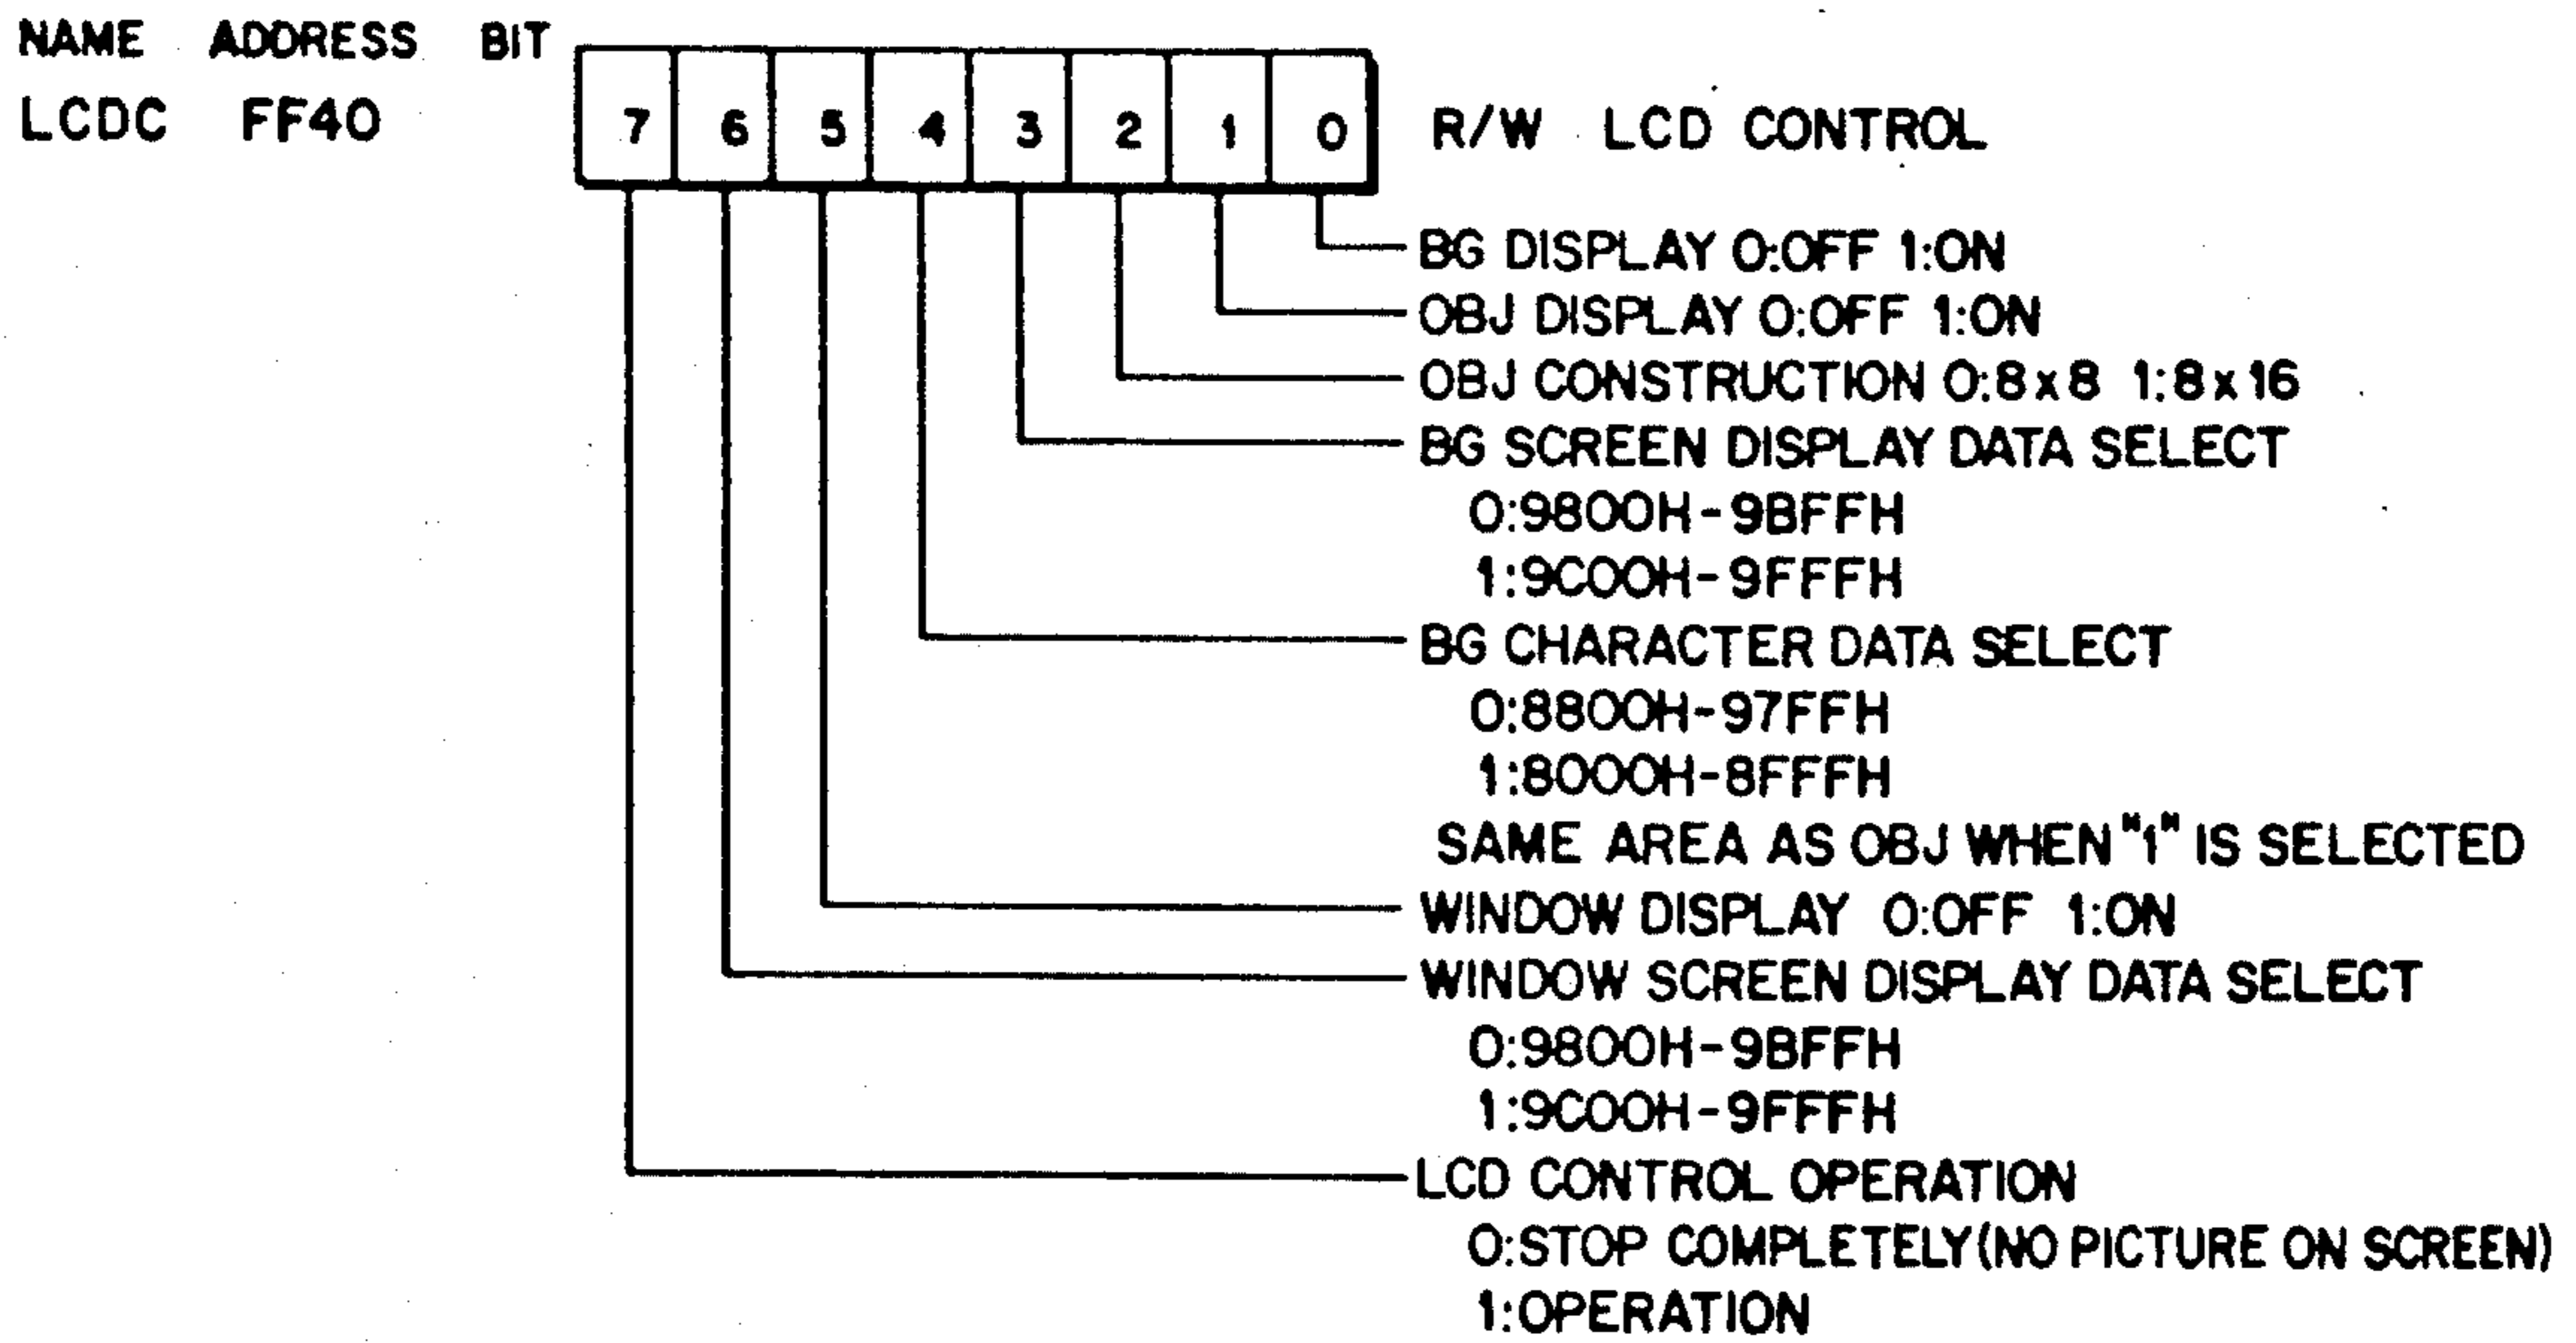 NAME ADDRESS BIT
LCDC FF40 7 6 5 4 3 2 1 0 R/W LCD CONTROL
BG DISPLAY 0:OFF 1:ON
OBJ DISPLAY 0:OFF 1:ON
OBJ CONSTRUCTION 0:8x8 1:8x16
BG SCREEN DISPLAY DATA SELECT
0:9800H-9BFFH
1:9C00H-9FFFH
BG CHARACTER DATA SELECT
0:8800H-97FFH
1:8000H-8FFFH
SAME AREA AS OBJ WHEN "1" IS SELECTED
WINDOW DISPLAY 0:OFF 1:ON
WINDOW SCREEN DISPLAY DATA SELECT
0:9800H-9BFFH
1:9C00H-9FFFH
LCD CONTROL OPERATION
0:STOP COMPLETELY(NO PICTURE ON SCREEN)
1:OPERATION